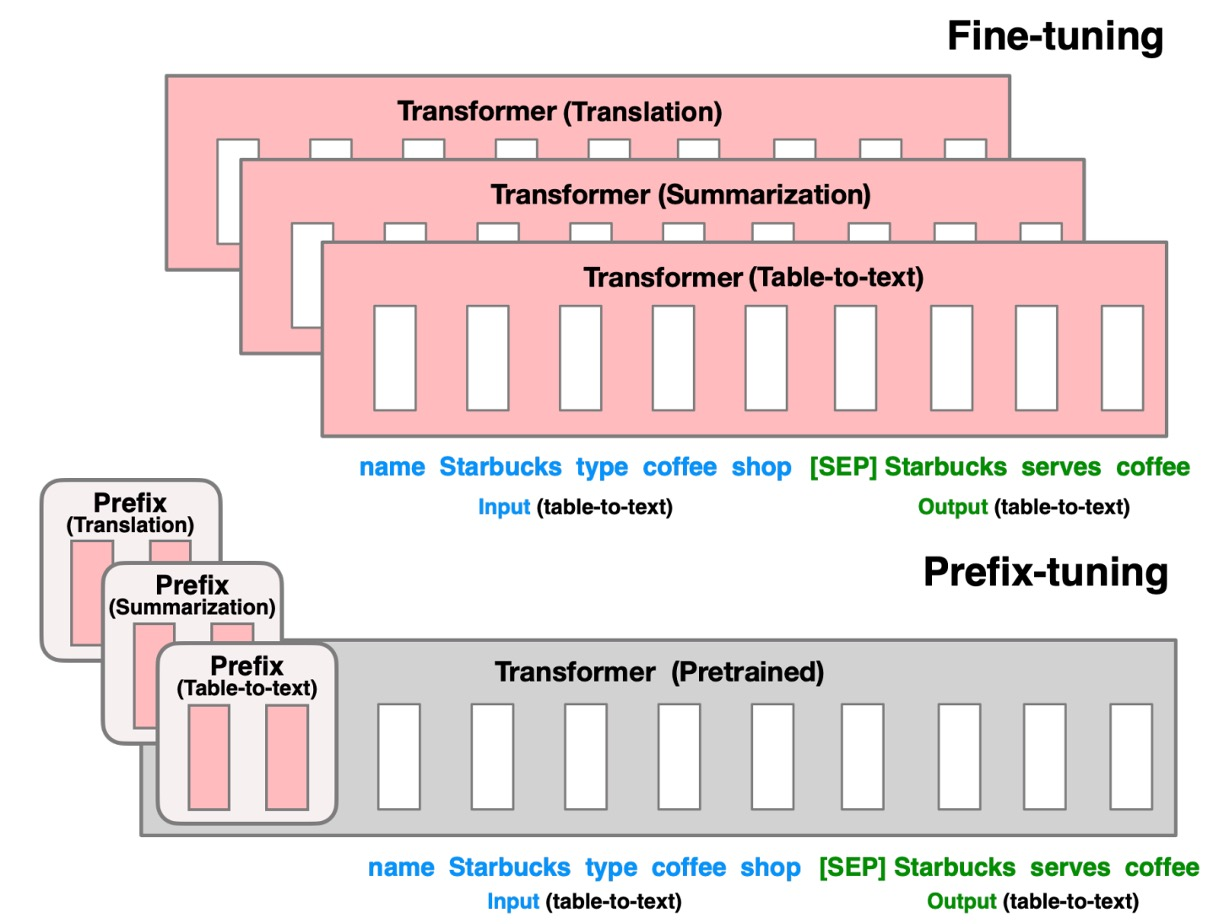 Fine-tuning
Transformer (Translation)
Transformer (Summarization)
Transformer (Table-to-text)
name Starbucks type coffee shop [SEP] Starbucks serves coffee
Input (table-to-text) Output (table-to-text)
Prefix-tuning
Prefix
(Translation)
Prefix
(Summarization)
Prefix
(Table-to-text)
Transformer (Pretrained)
name Starbucks type coffee shop [SEP] Starbucks serves coffee
Input (table-to-text) Output (table-to-text)